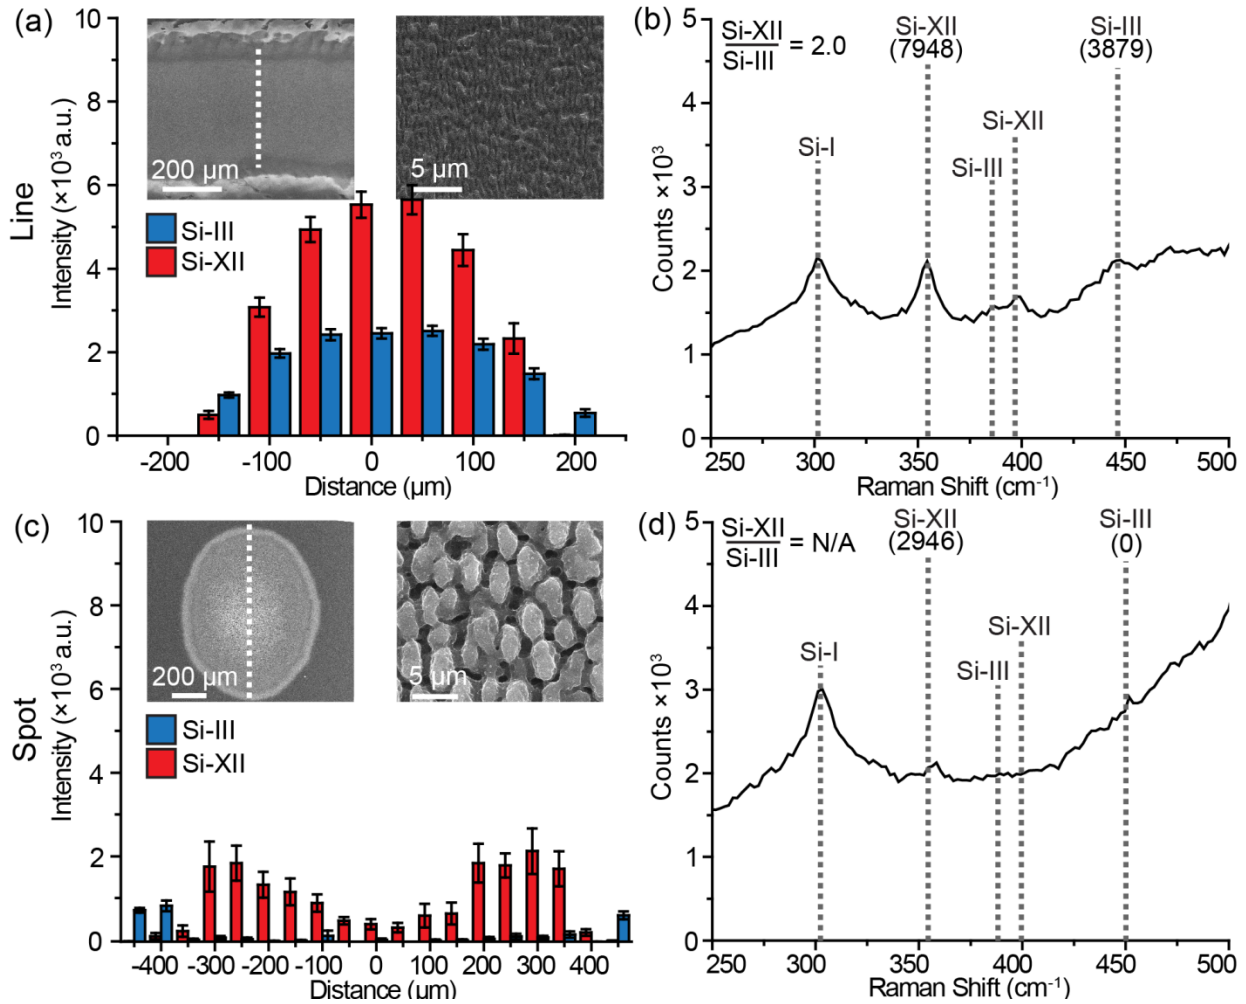 (a)
Line
Intensity (×10³ a.u.)
10
8
6
4
2
0
200 µm
5 µm
Si-III
Si-XII
-200
-100
0
100
200
Distance (µm)
(b)
Si-XII
Si-III
= 2.0
Si-XII
(7948)
Si-III
(3879)
Si-I
Si-III
Si-XII
Counts ×10³
5
4
3
2
1
0
250
300
350
400
450
500
Raman Shift (cm⁻¹)
(c)
Spot
Intensity (×10³ a.u.)
10
8
6
4
2
0
200 µm
5 µm
Si-III
Si-XII
-400
-300
-200
-100
0
100
200
300
400
Distance (µm)
(d)
Si-XII
Si-III
= N/A
Si-XII
(2946)
Si-III
(0)
Si-I
Si-III
Si-XII
Counts ×10³
5
4
3
2
1
0
250
300
350
400
450
500
Raman Shift (cm⁻¹)